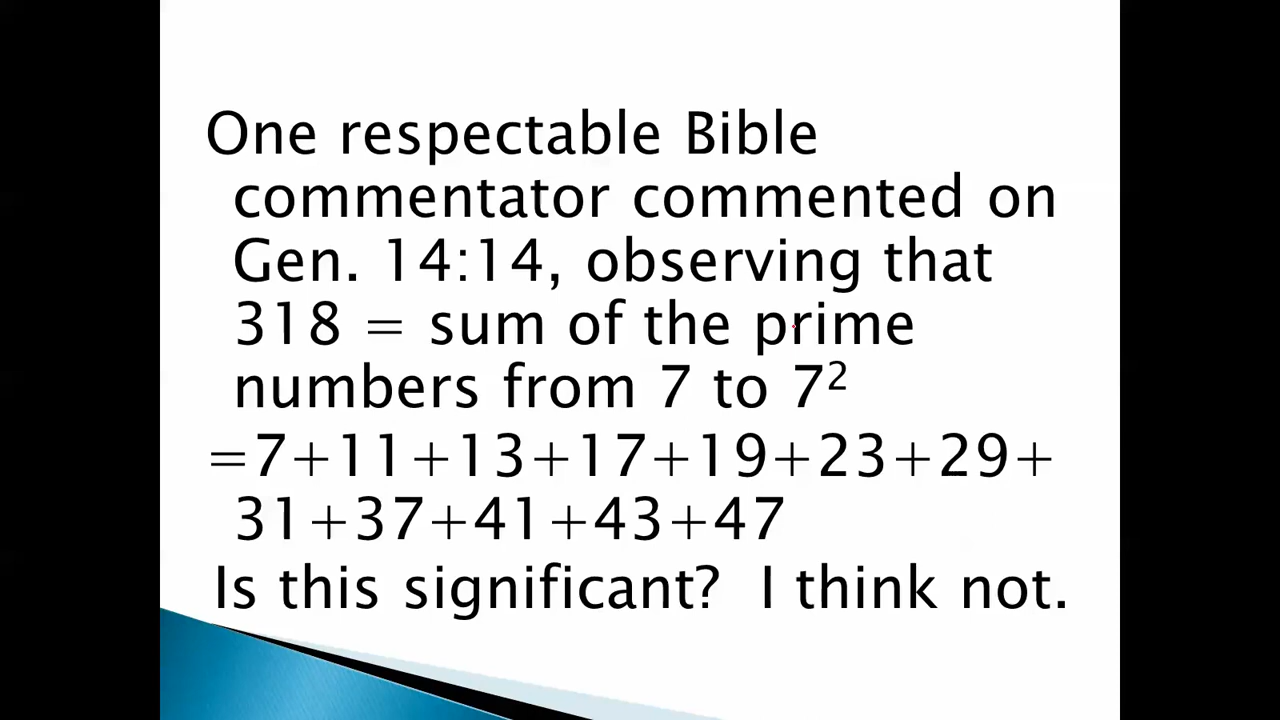 One respectable Bible
commentator commented on
Gen. 14:14, observing that
318 = sum of the prime
numbers from 7 to 7²
=7+11+13+17+19+23+29+
31+37+41+43+47
Is this significant?  I think not.